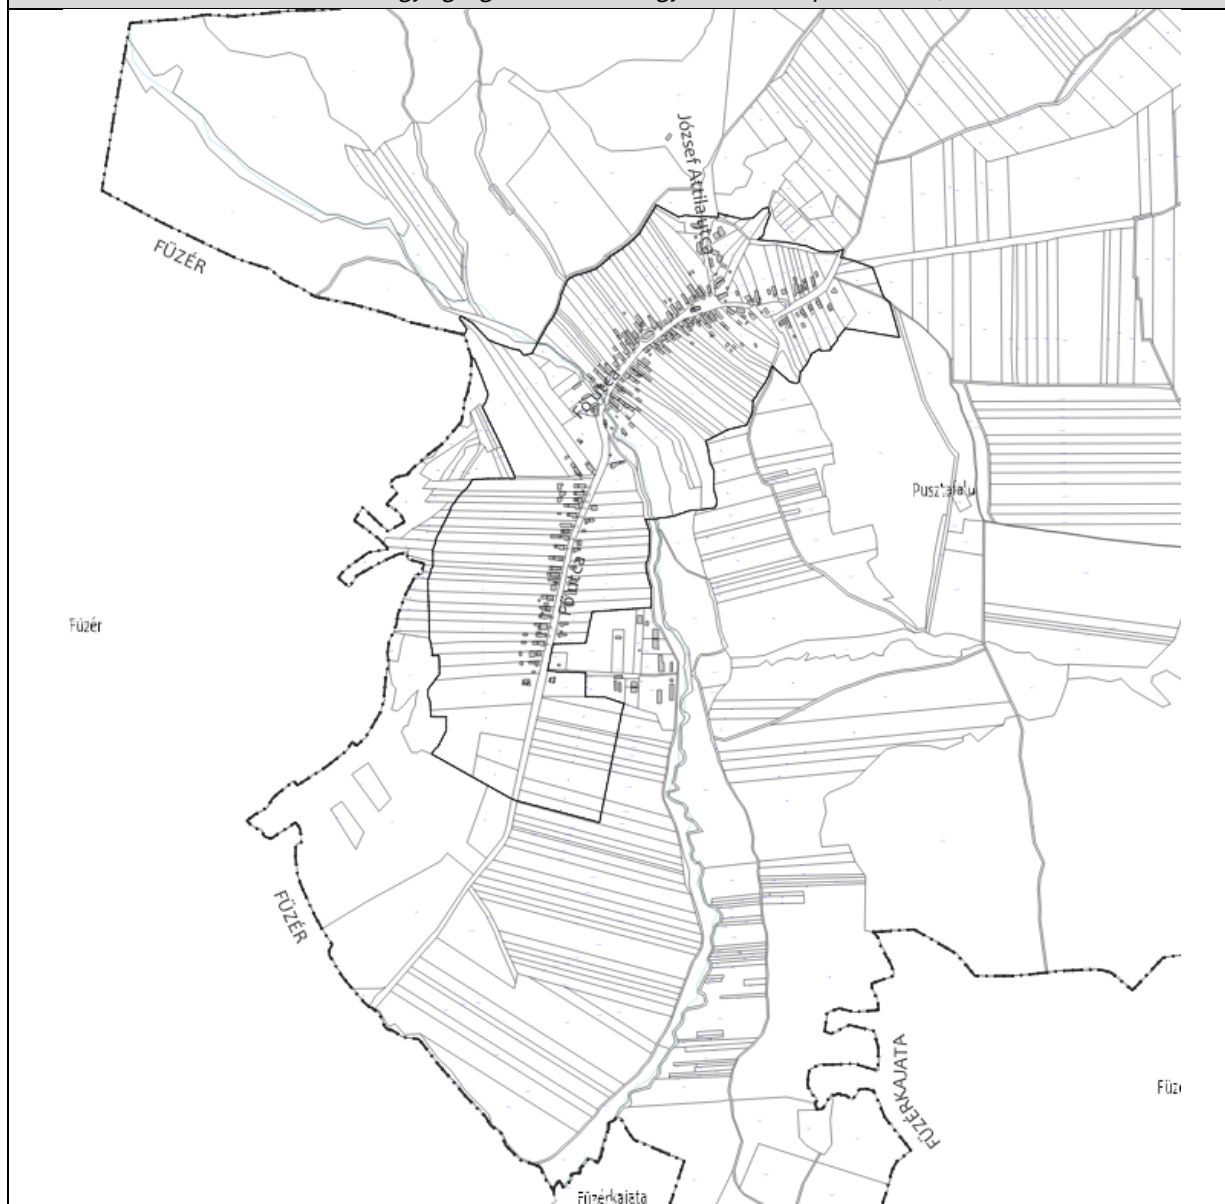 FÜZÉR
József Attila utca
Fő utca
Pusztafalu
Fő utca
Füzér
FÜZÉR
FÜZÉRKAJATA
Füzérkajata